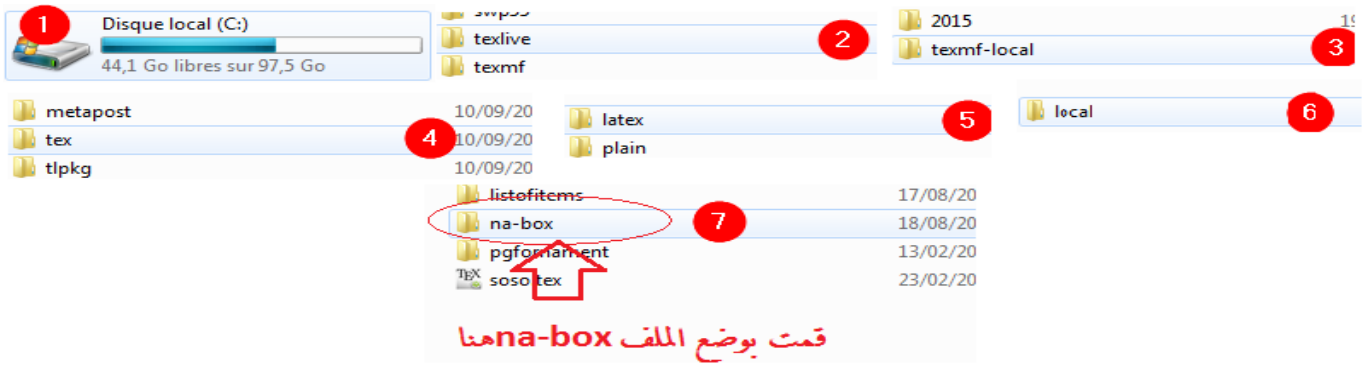 1
Disque local (C:)
44,1 Go libres sur 97,5 Go
texlive
2
texmf
2015
texmf-local
3
metapost
10/09/20
tex
4
10/09/20
tlpkg
10/09/20
latex
5
plain
local
6
listofitems
17/08/20
na-box
7
18/08/20
pgfornament
13/02/20
TEX
soso.tex
23/02/20
قمت بوضع الملف na-box هنا